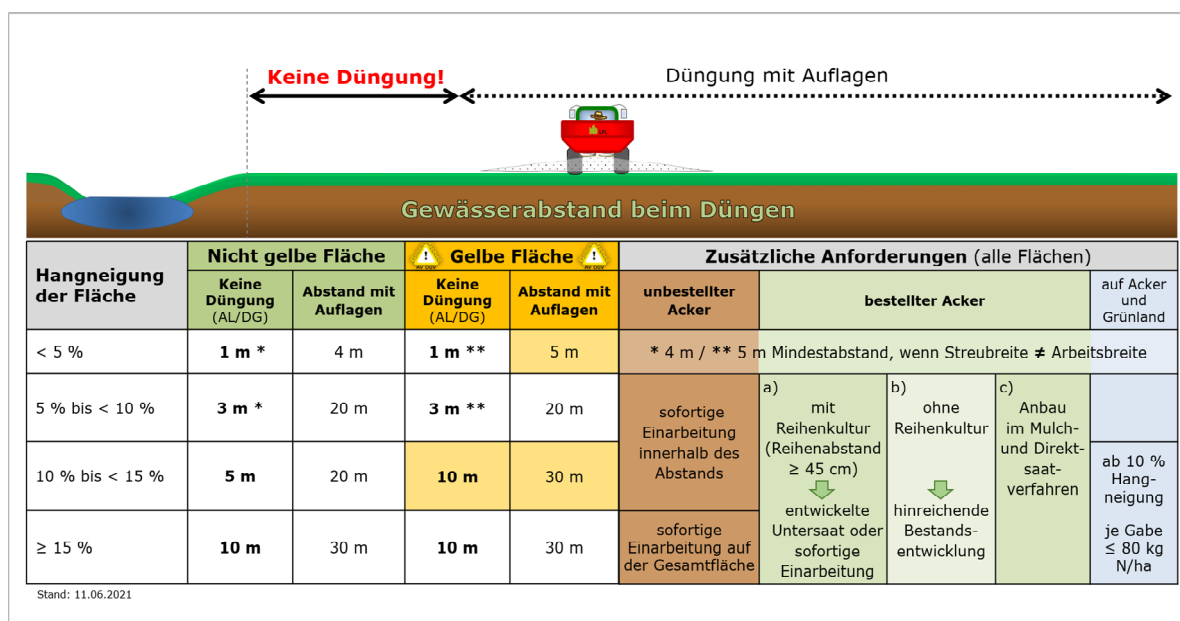 Keine Düngung!
Düngung mit Auflagen
Gewässerabstand beim Düngen
Hangneigung
der Fläche
Nicht gelbe Fläche
Gelbe Fläche
Zusätzliche Anforderungen (alle Flächen)
Keine
Düngung
(AL/DG)
Abstand mit
Auflagen
Keine
Düngung
(AL/DG)
Abstand mit
Auflagen
unbestellter
Acker
bestellter Acker
auf Acker
und
Grünland
< 5 %
1 m *
4 m
1 m **
5 m
* 4 m / ** 5 m Mindestabstand, wenn Streubreite ≠ Arbeitsbreite
5 % bis < 10 %
3 m *
20 m
3 m **
20 m
10 % bis < 15 %
5 m
20 m
10 m
30 m
≥ 15 %
10 m
30 m
10 m
30 m
sofortige
Einarbeitung
innerhalb des
Abstands
sofortige
Einarbeitung auf
der Gesamtfläche
a)
mit
Reihenkultur
(Reihenabstand
≥ 45 cm)
entwickelte
Untersaat oder
sofortige
Einarbeitung
b)
ohne
Reihenkultur
hinreichende
Bestands-
entwicklung
c)
Anbau
im Mulch-
und Direkt-
saat-
verfahren
ab 10 %
Hang-
neigung
je Gabe
≤ 80 kg
N/ha
Stand: 11.06.2021